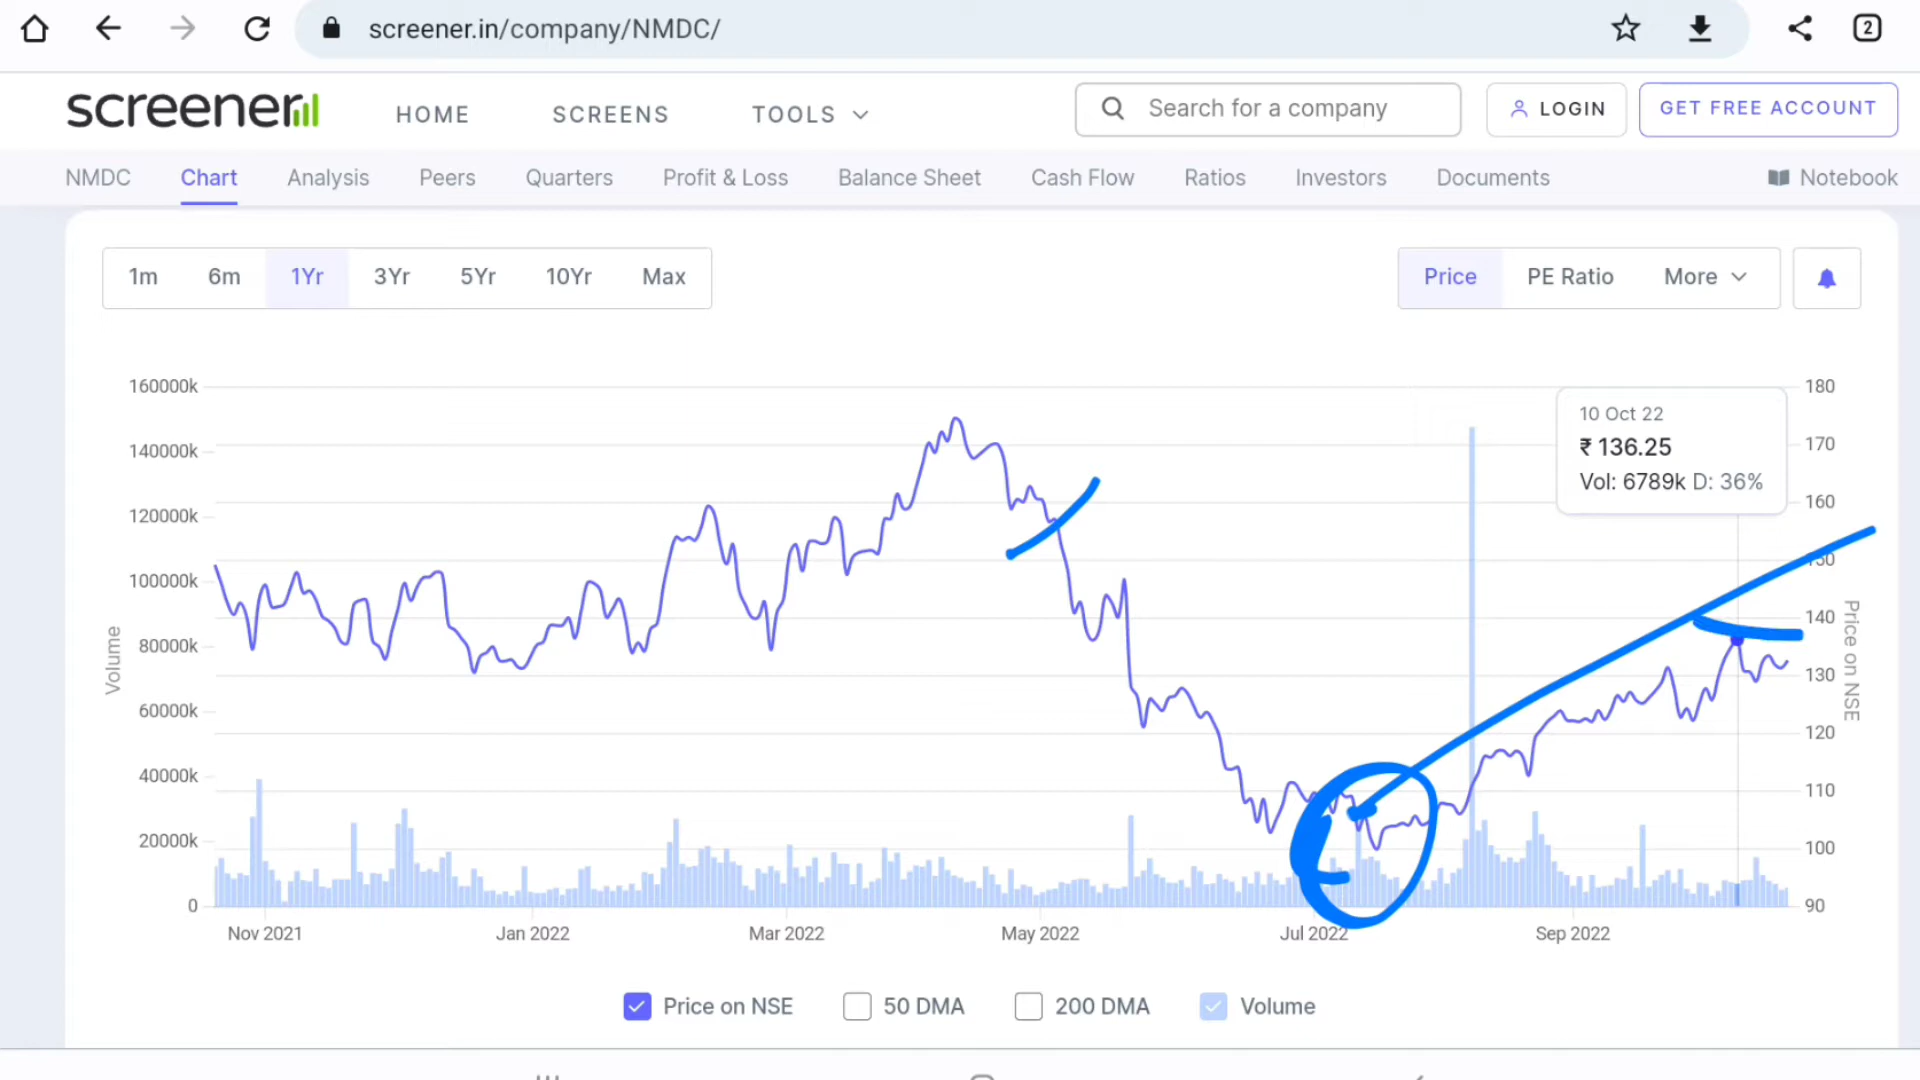 screener.in/company/NMDC/
2
screener
HOME SCREENS TOOLS
Search for a company
LOGIN
GET FREE ACCOUNT
NMDC Chart Analysis Peers Quarters Profit & Loss Balance Sheet Cash Flow Ratios Investors Documents Notebook
1m 6m 1Yr 3Yr 5Yr 10Yr Max
Price PE Ratio More
160000k
140000k
120000k
100000k
80000k
60000k
40000k
20000k
0
Volume
10 Oct 22
₹ 136.25
Vol: 6789k D: 36%
180
170
160
150
140
130
120
110
100
90
Price on NSE
Nov 2021 Jan 2022 Mar 2022 May 2022 Jul 2022 Sep 2022
Price on NSE 50 DMA 200 DMA Volume